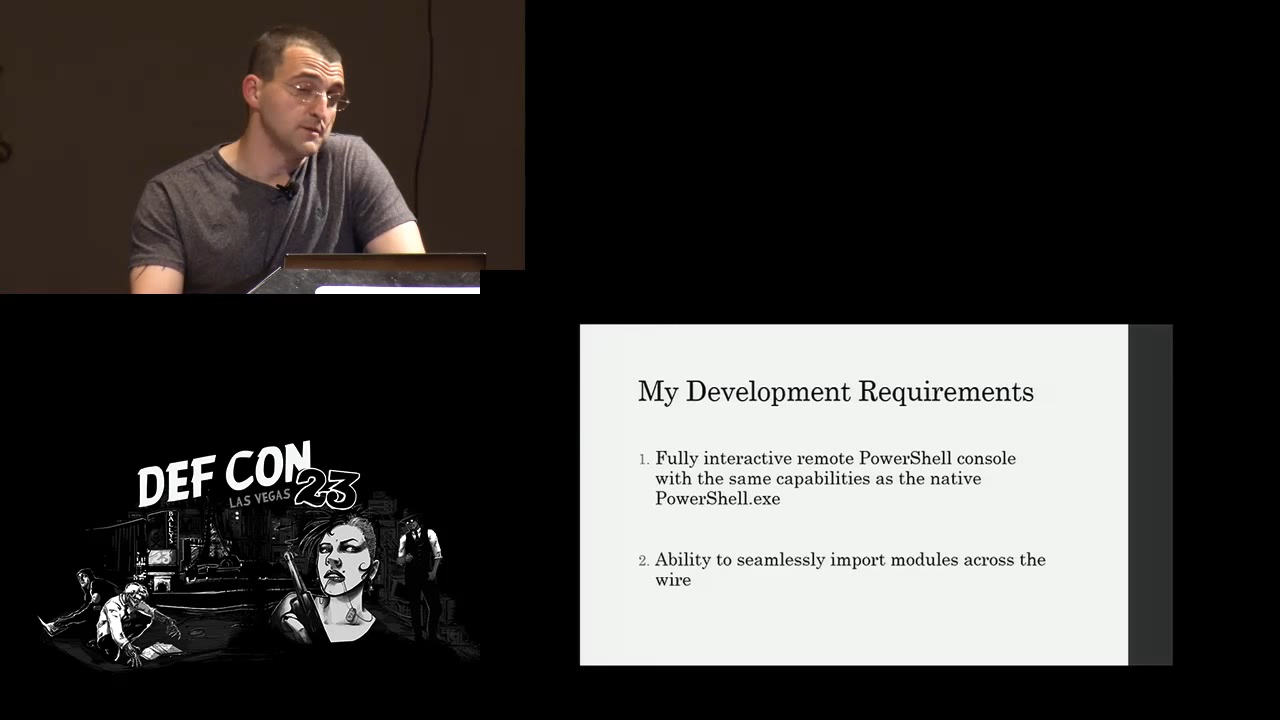 DEF CON
LAS VEGAS 23
BALLY'S
My Development Requirements
1. Fully interactive remote PowerShell console
with the same capabilities as the native
PowerShell.exe
2. Ability to seamlessly import modules across the
wire